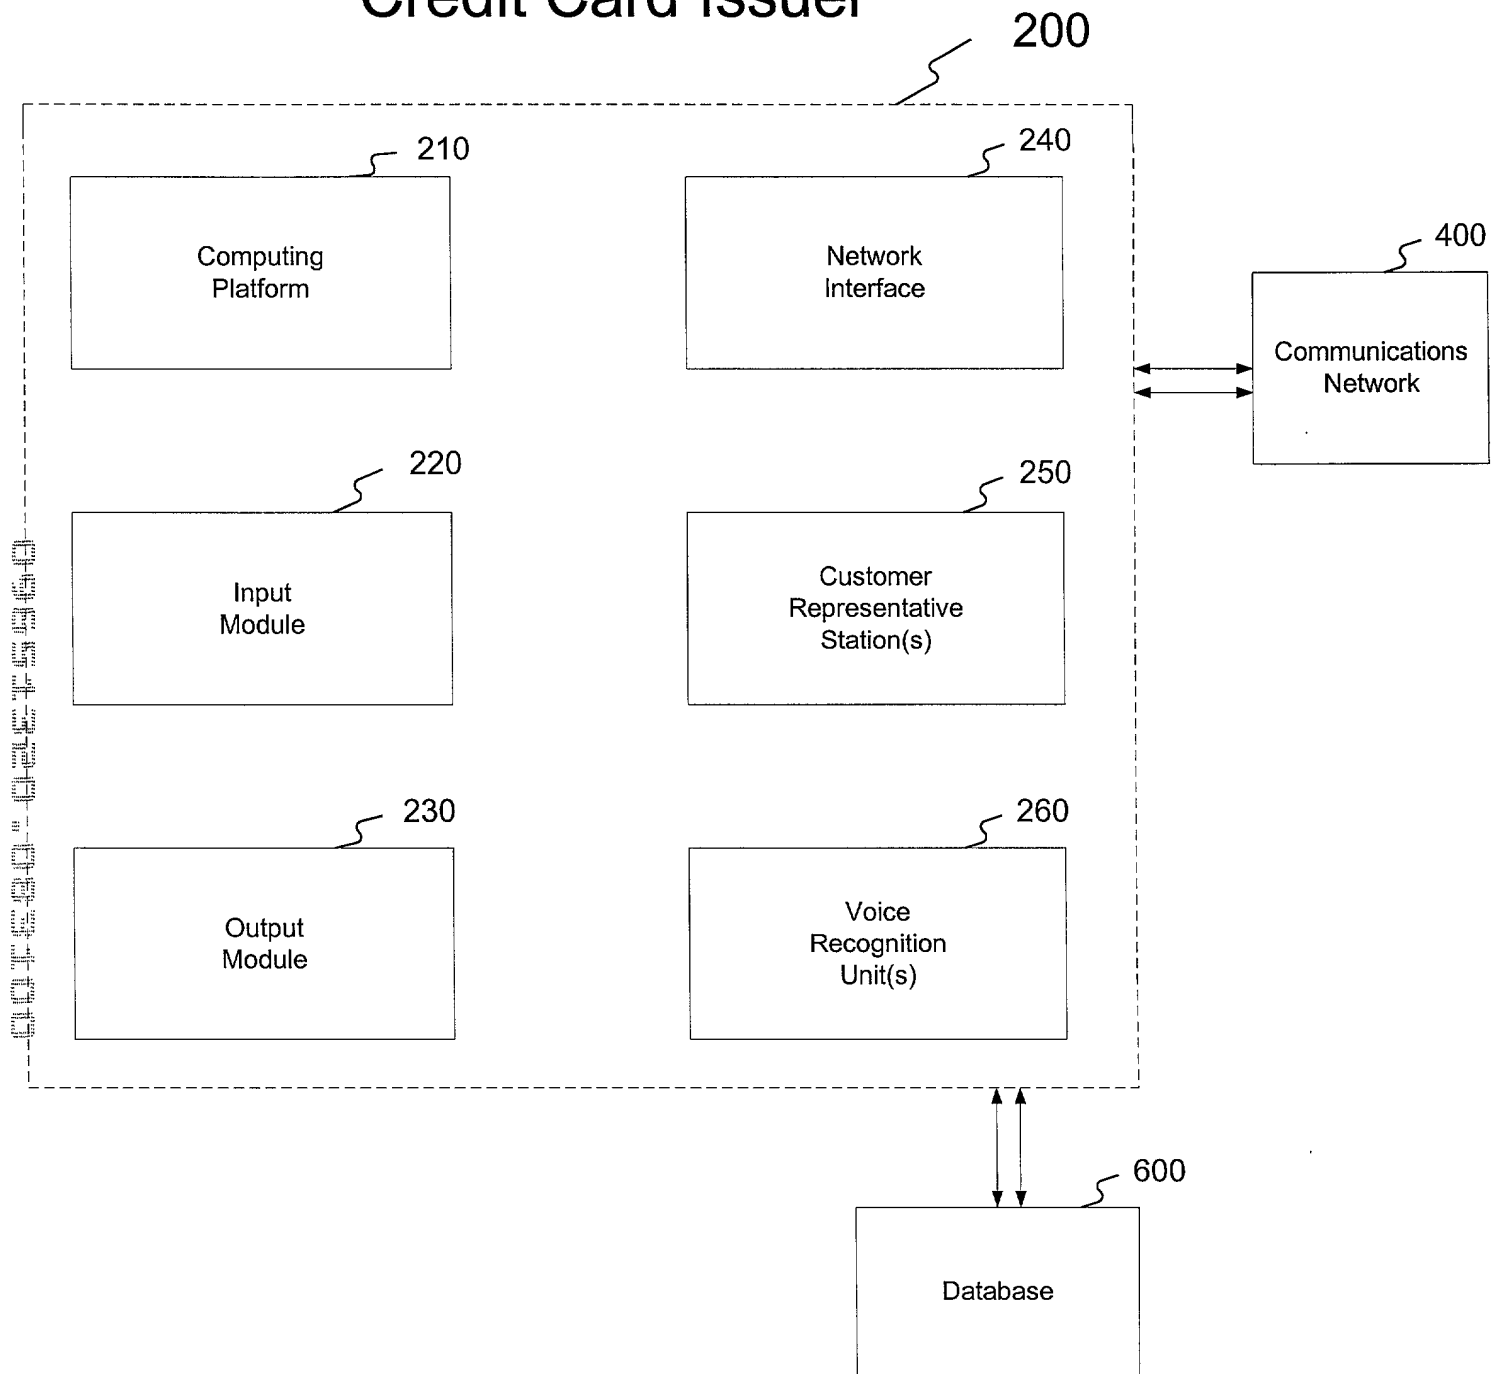 Credit Card Issuer
200
210
240
Computing
Platform
Network
Interface
400
Communications
Network
220
250
Input
Module
Customer
Representative
Station(s)
230
260
Output
Module
Voice
Recognition
Unit(s)
600
Database